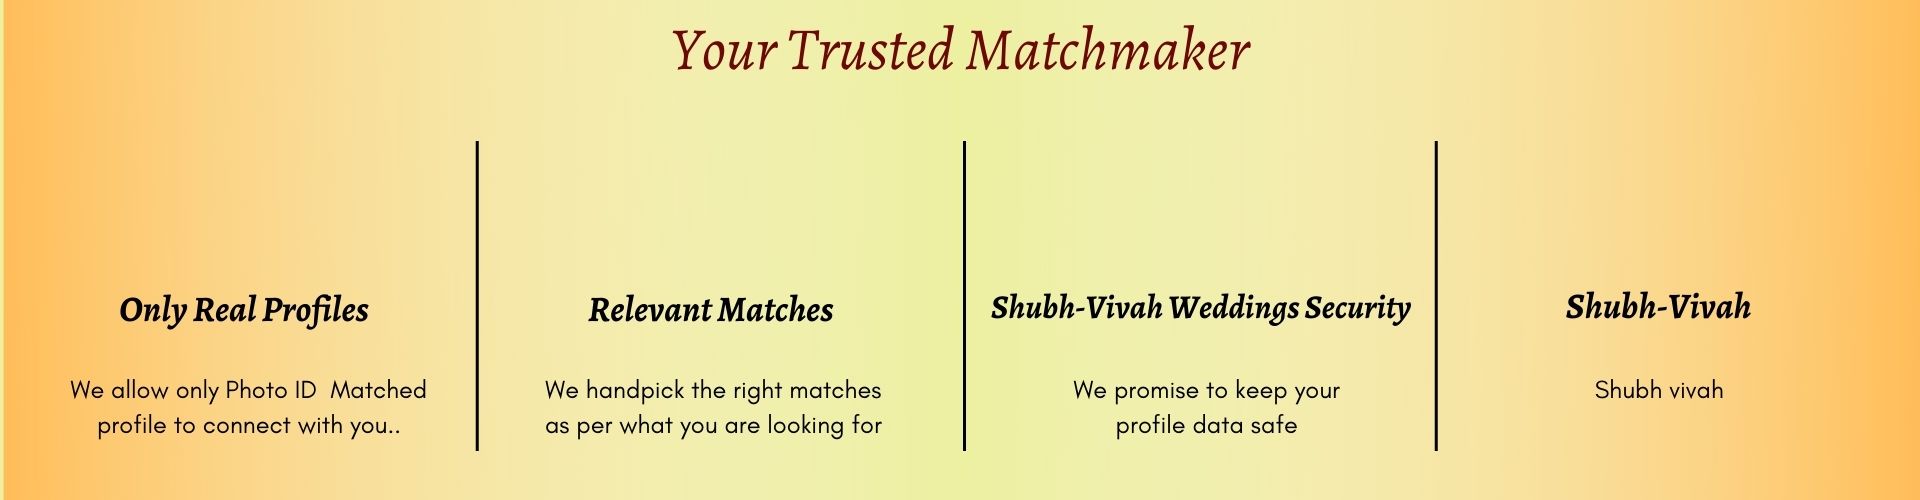 Your Trusted Matchmaker
Only Real Profiles
We allow only Photo ID  Matched
profile to connect with you..
Relevant Matches
We handpick the right matches
as per what you are looking for
Shubh-Vivah Weddings Security
We promise to keep your
profile data safe
Shubh-Vivah
Shubh vivah